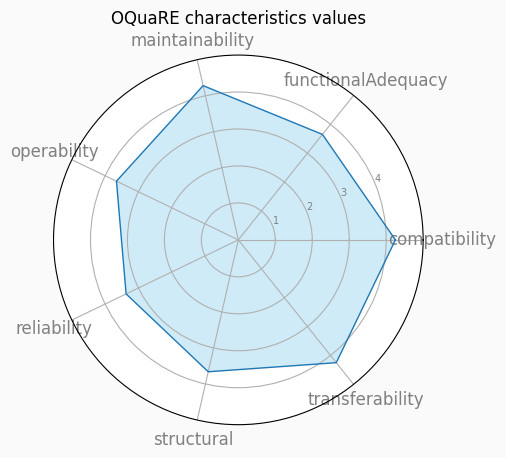 OQuaRE characteristics values
maintainability
functionalAdequacy
operability
4
3
2
1
compatibility
reliability
transferability
structural